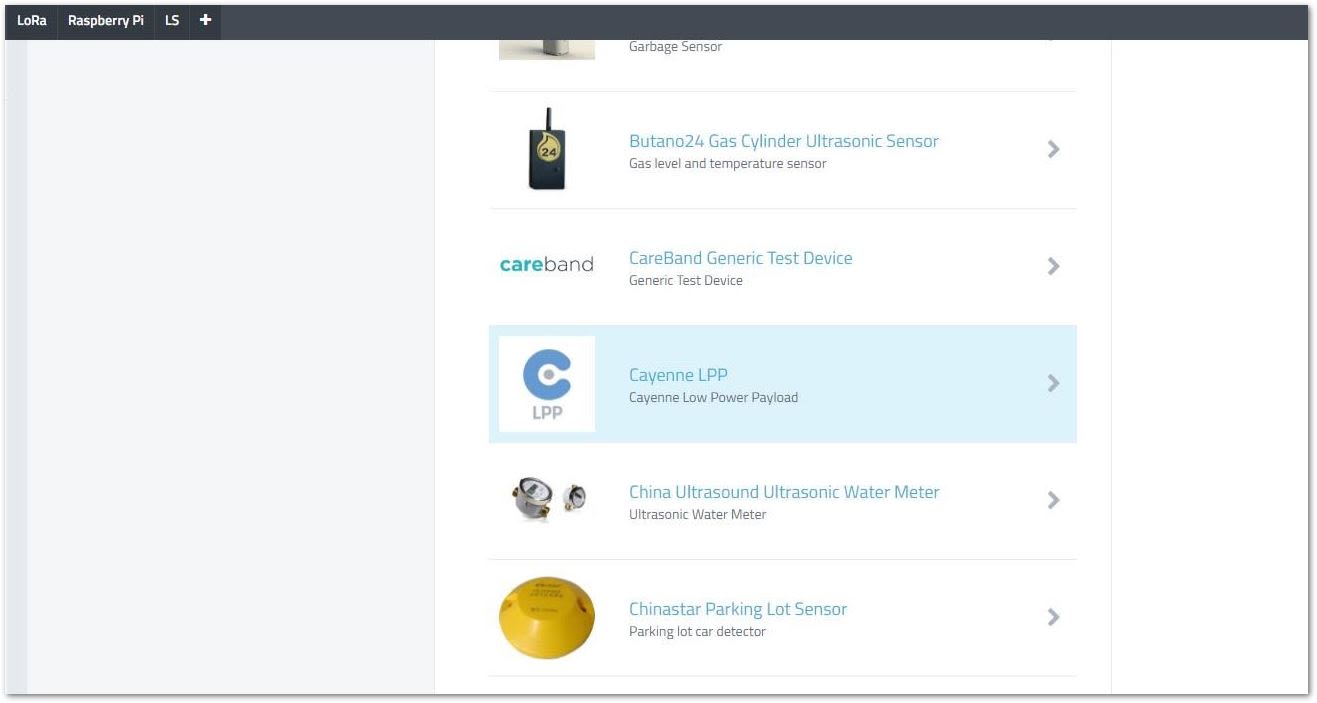 LoRa
Raspberry Pi
LS
+
Garbage Sensor
24
Butano24 Gas Cylinder Ultrasonic Sensor
Gas level and temperature sensor
careband
CareBand Generic Test Device
Generic Test Device
LPP
Cayenne LPP
Cayenne Low Power Payload
China Ultrasound Ultrasonic Water Meter
Ultrasonic Water Meter
Chinastar Parking Lot Sensor
Parking lot car detector